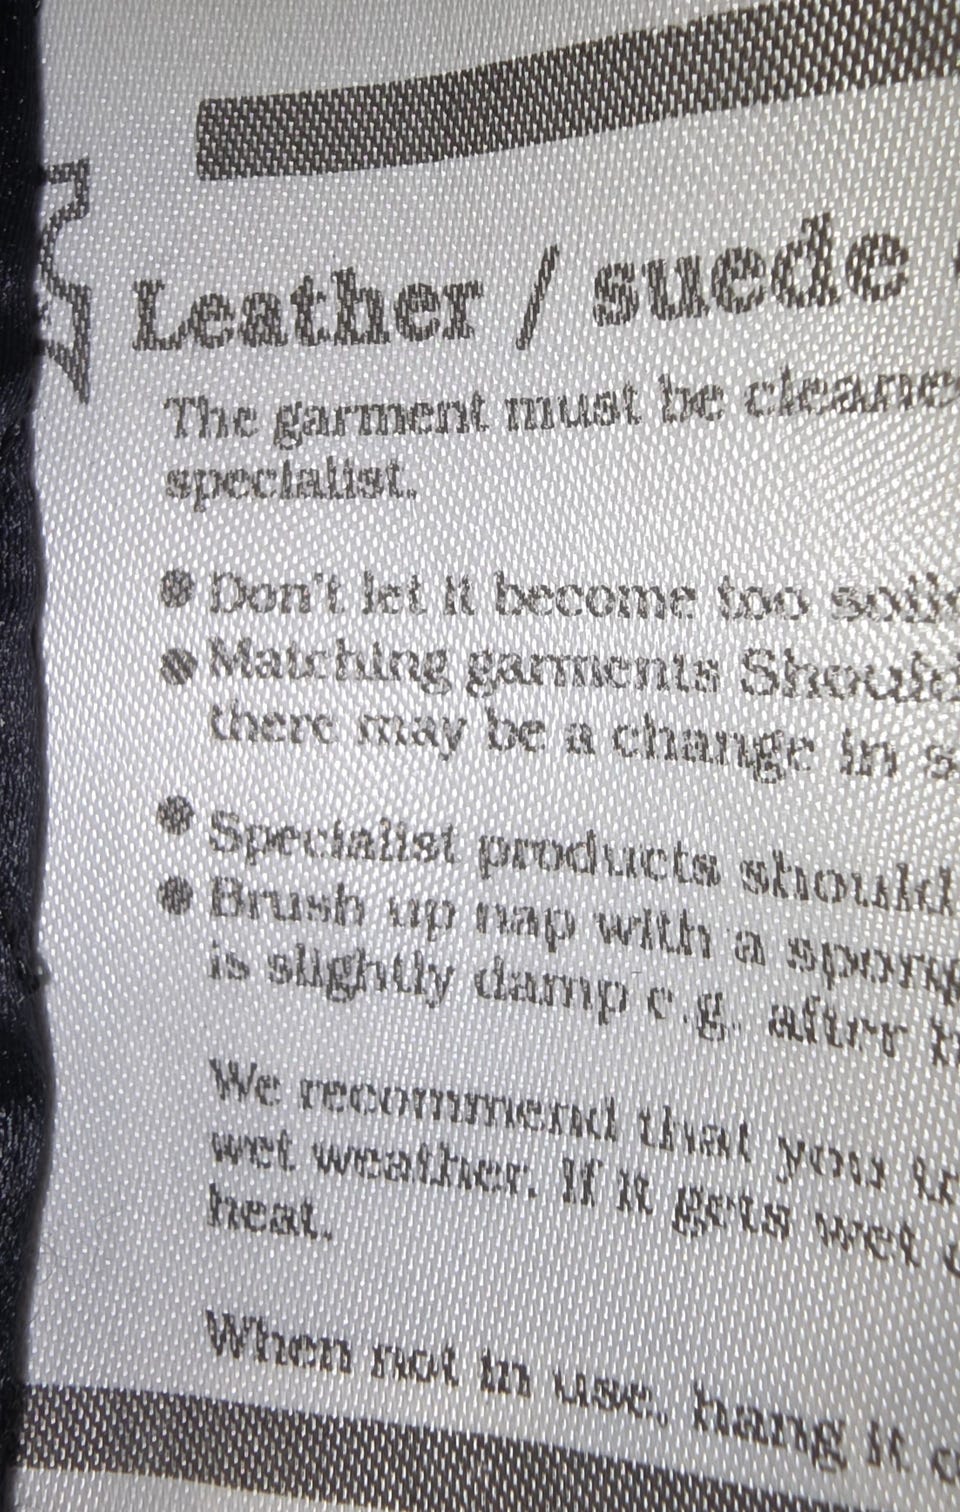 Leather / suede
The garment must be cleane
specialist.
Don't let it become too soil
Matching garments Should
there may be a change in s
Specialist products should
Brush up nap with a spong
is slightly damp e.g. after
We recommend that you
wet weather. If it gets wet
heat.
When not in use, hang it